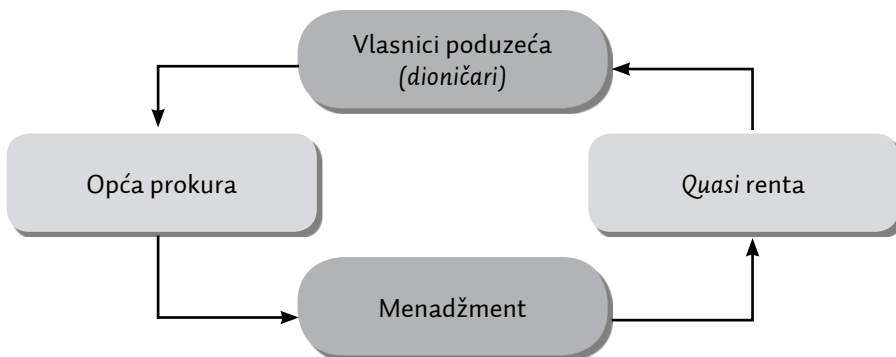 Vlasnici poduzeća
(dioničari)
Opća prokura
Quasi renta
Menadžment